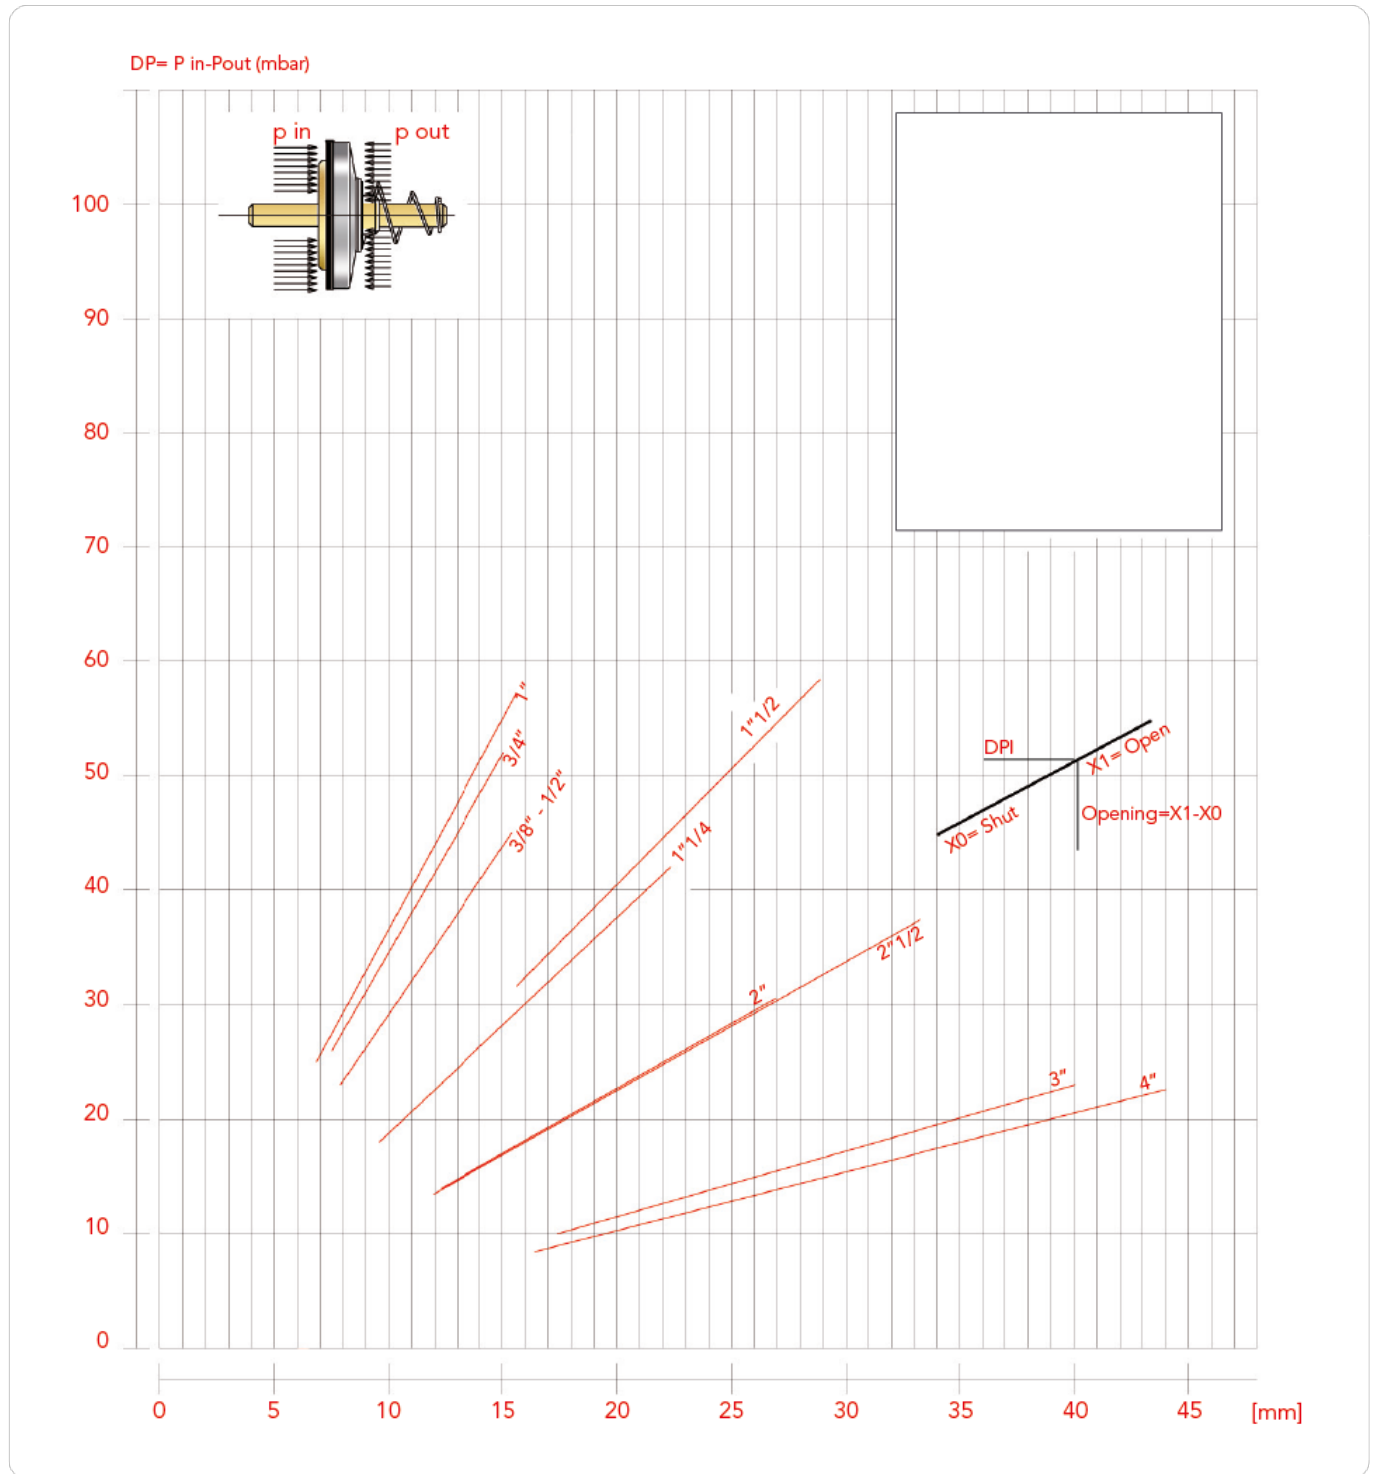 DP= P in-Pout (mbar)
p in
p out
100
90
80
70
60
1"
3/4"
3/8" - 1/2"
1"1/2
1"1/4
50
DPI
X1= Open
X0= Shut
Opening=X1-X0
40
2"1/2
2"
30
3"
4"
20
10
0
0 5 10 15 20 25 30 35 40 45 [mm]